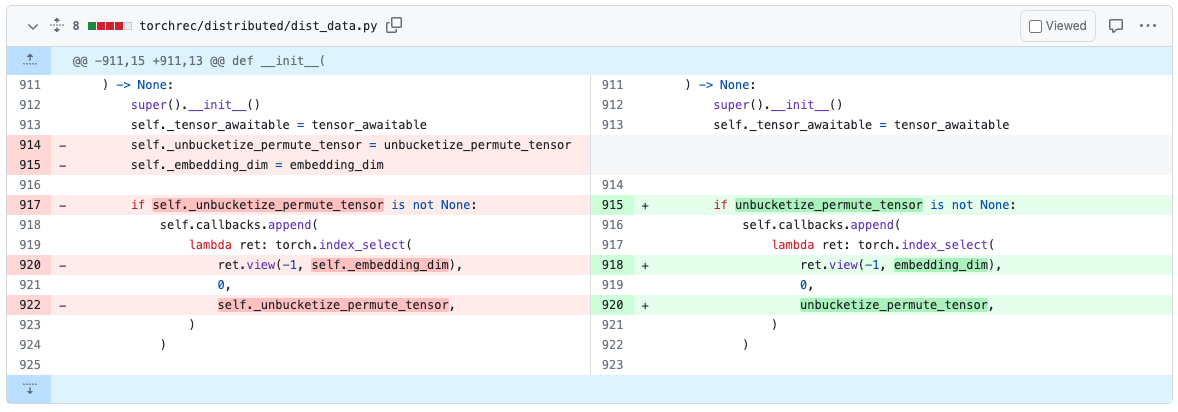 8 torchrec/distributed/dist_data.py Viewed
@@ -911,15 +911,13 @@ def __init__(
911 ) -> None:
912 super().__init__()
913 self._tensor_awaitable = tensor_awaitable
914 - self._unbucketize_permute_tensor = unbucketize_permute_tensor
915 - self._embedding_dim = embedding_dim
916
917 - if self._unbucketize_permute_tensor is not None:
918 self.callbacks.append(
919 lambda ret: torch.index_select(
920 - ret.view(-1, self._embedding_dim),
921 0,
922 - self._unbucketize_permute_tensor,
923 )
924 )
925
911 ) -> None:
912 super().__init__()
913 self._tensor_awaitable = tensor_awaitable
914
915 + if unbucketize_permute_tensor is not None:
916 self.callbacks.append(
917 lambda ret: torch.index_select(
918 + ret.view(-1, embedding_dim),
919 0,
920 + unbucketize_permute_tensor,
921 )
922 )
923